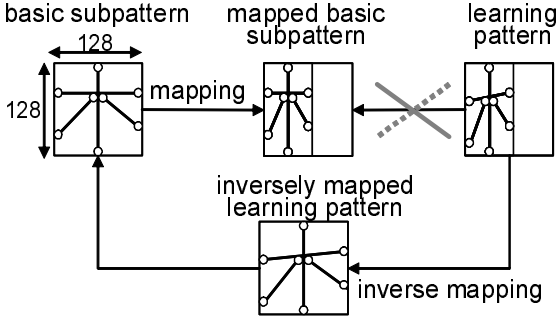 basic subpattern
mapped basic
subpattern
learning
pattern
128
128
mapping
inversely mapped
learning pattern
inverse mapping